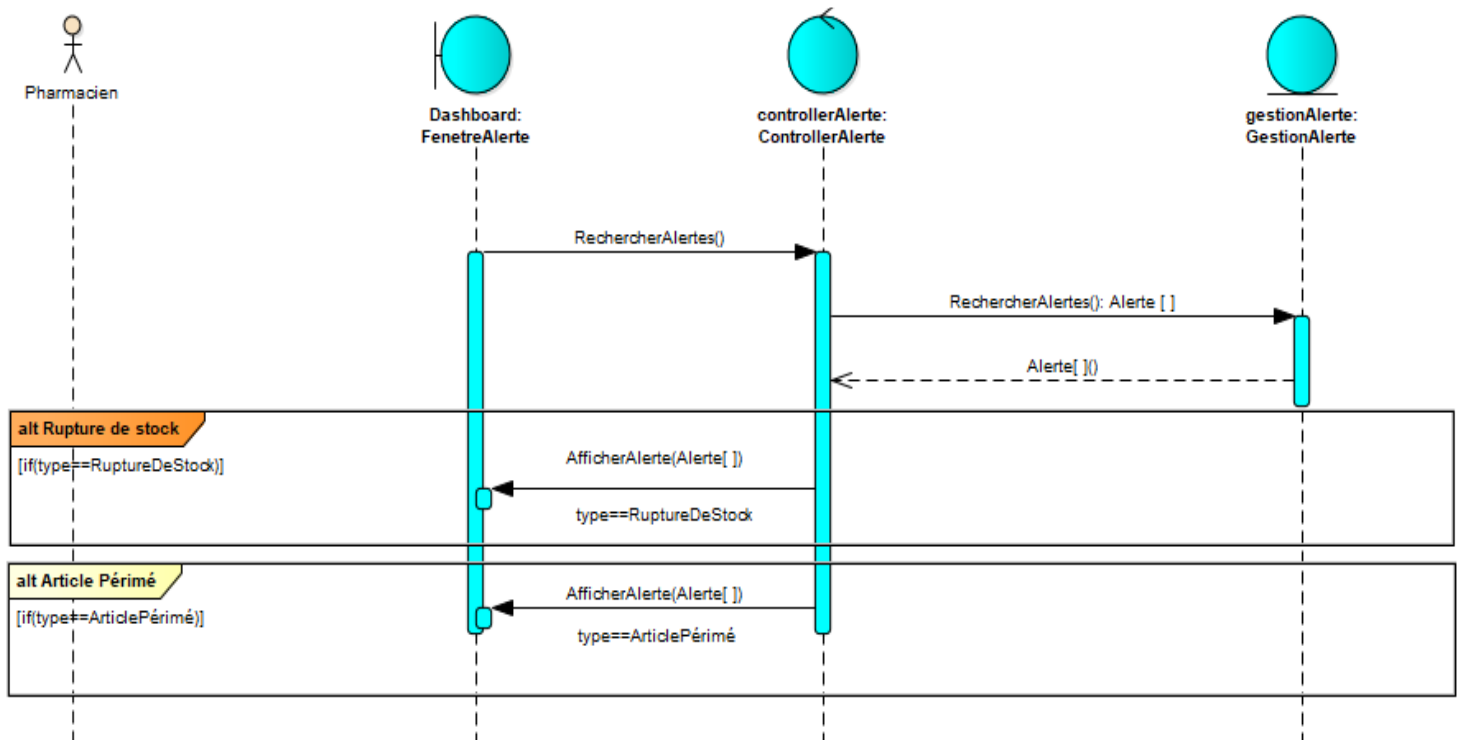 Pharmacien
Dashboard:
FenetreAlerte
controllerAlerte:
ControllerAlerte
gestionAlerte:
GestionAlerte
RechercherAlertes()
RechercherAlertes(): Alerte [ ]
Alerte[ ]()
alt Rupture de stock
[if(type==RuptureDeStock)]
AfficherAlerte(Alerte[ ])
type==RuptureDeStock
alt Article Périmé
[if(type==ArticlePérimé)]
AfficherAlerte(Alerte[ ])
type==ArticlePérimé